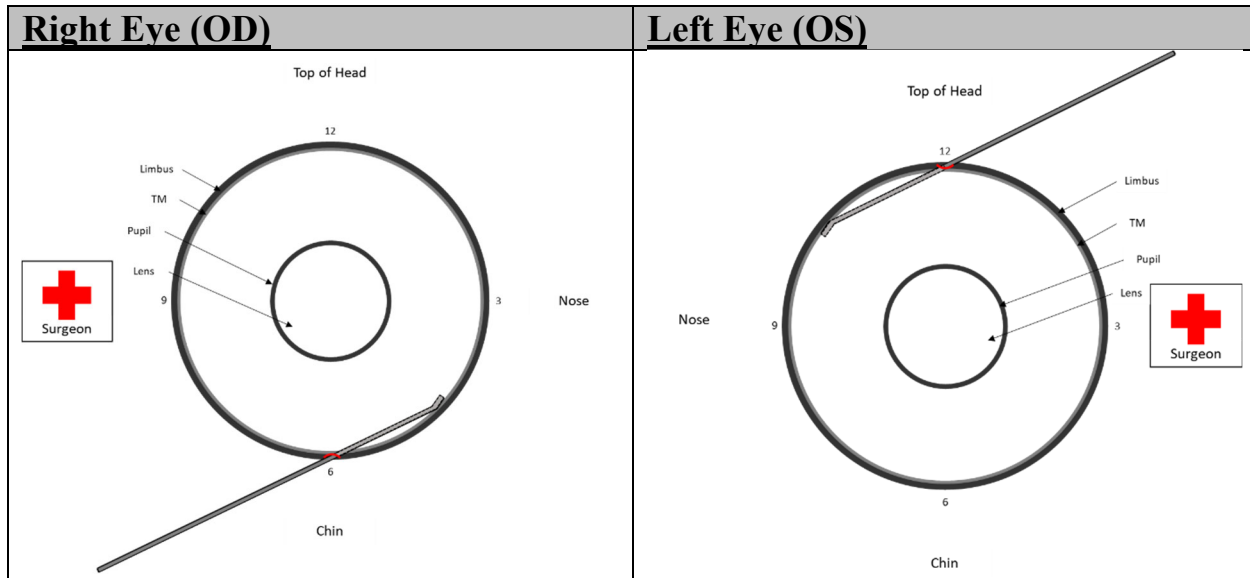 Right Eye (OD)
Top of Head
12
Limbus
TM
Pupil
Lens
Surgeon
9
3
Nose
6
Chin
Left Eye (OS)
Top of Head
12
Limbus
TM
Pupil
Lens
Nose
9
3
Surgeon
6
Chin